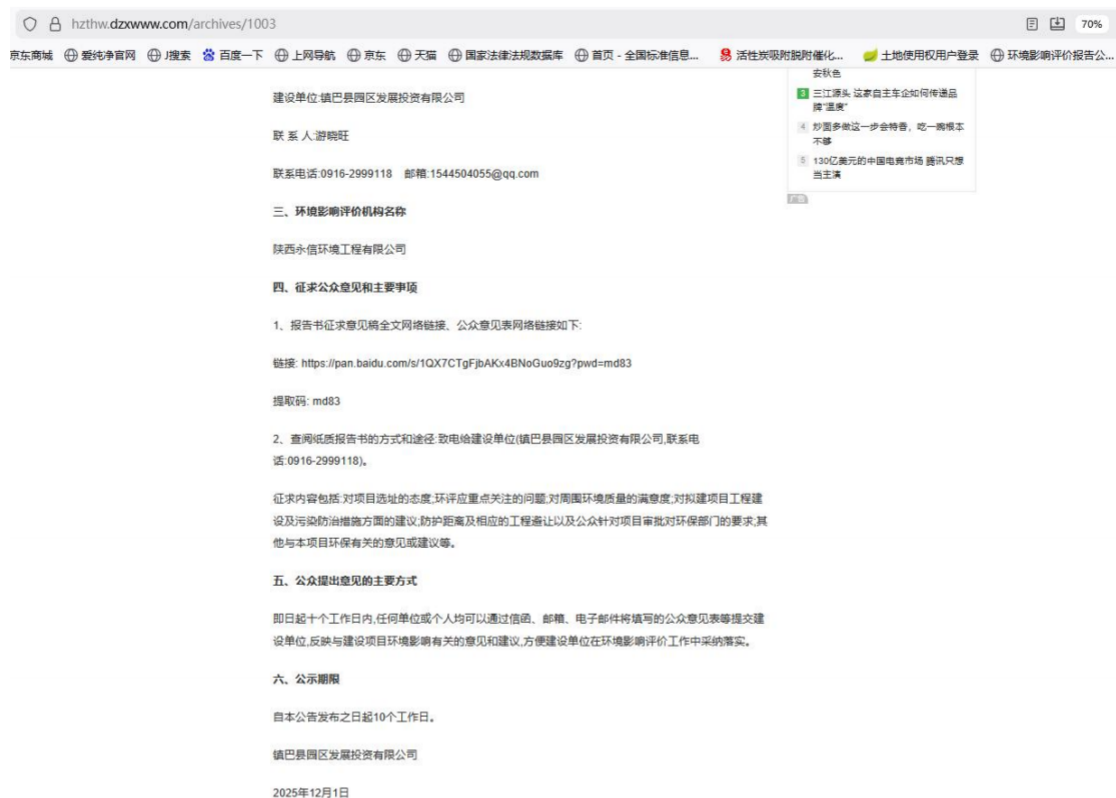 hzthw.dzxwww.com/archives/1003
70%
京东商城 爱纯净官网 J搜索 百度一下 上网导航 京东 天猫 国家法律法规数据库 首页 - 全国标准信息... 活性炭吸附脱附催化... 土地使用权用户登录 环境影响评价报告公...
安秋色
3 三江源头 这家自主车企如何传递品
牌“温度”
4 炒面多做这一步会特香，吃一碗根本
不够
5 130亿美元的中国电竞市场 腾讯只想
当主演
广告
建设单位:镇巴县园区发展投资有限公司
联 系 人:游晓旺
联系电话:0916-2999118 邮箱:1544504055@qq.com
三、环境影响评价机构名称
陕西永信环境工程有限公司
四、征求公众意见和主要事项
1、报告书征求意见稿全文网络链接、公众意见表网络链接如下:
链接: https://pan.baidu.com/s/1QX7CTgFjbAKx4BNoGuo9zg?pwd=md83
提取码: md83
2、查阅纸质报告书的方式和途径:致电给建设单位(镇巴县园区发展投资有限公司,联系电
话:0916-2999118)。
征求内容包括:对项目选址的态度;环评应重点关注的问题;对周围环境质量的满意度;对拟建项目工程建
设及污染防治措施方面的建议;防护距离及相应的工程避让以及公众针对项目审批对环保部门的要求;其
他与本项目环保有关的意见或建议等。
五、公众提出意见的主要方式
即日起十个工作日内,任何单位或个人均可以通过信函、邮箱、电子邮件将填写的公众意见表等提交建
设单位,反映与建设项目环境影响有关的意见和建议,方便建设单位在环境影响评价工作中采纳落实。
六、公示期限
自本公告发布之日起10个工作日。
镇巴县园区发展投资有限公司
2025年12月1日